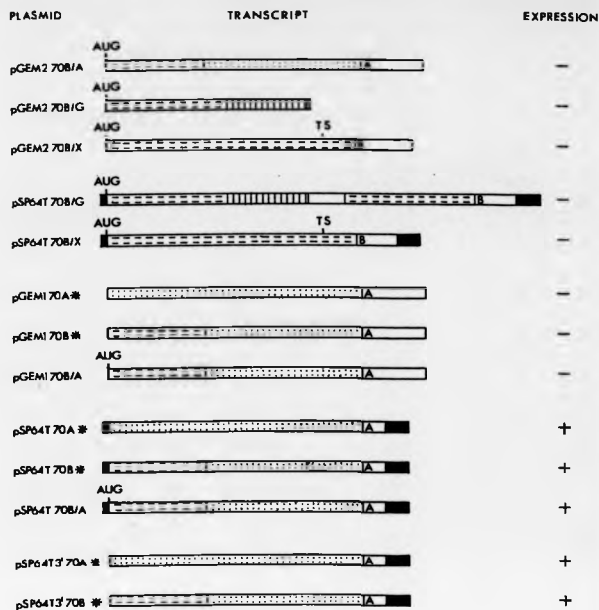 PLASMID TRANSCRIPT EXPRESSION
AUG
pGEM2 70B/A A −
AUG
pGEM2 70B/G −
AUG TS
pGEM2 70B/X −
AUG
pSP64T 70B/G B −
AUG TS
pSP64T 70B/X B −
pGEM1 70A* A −
pGEM1 70B* A −
AUG
pGEM1 70B/A A −
pSP64T 70A* A +
pSP64T 70B* A +
AUG
pSP64T 70B/A A +
pSP64T3' 70A* A +
pSP64T3' 70B* A +